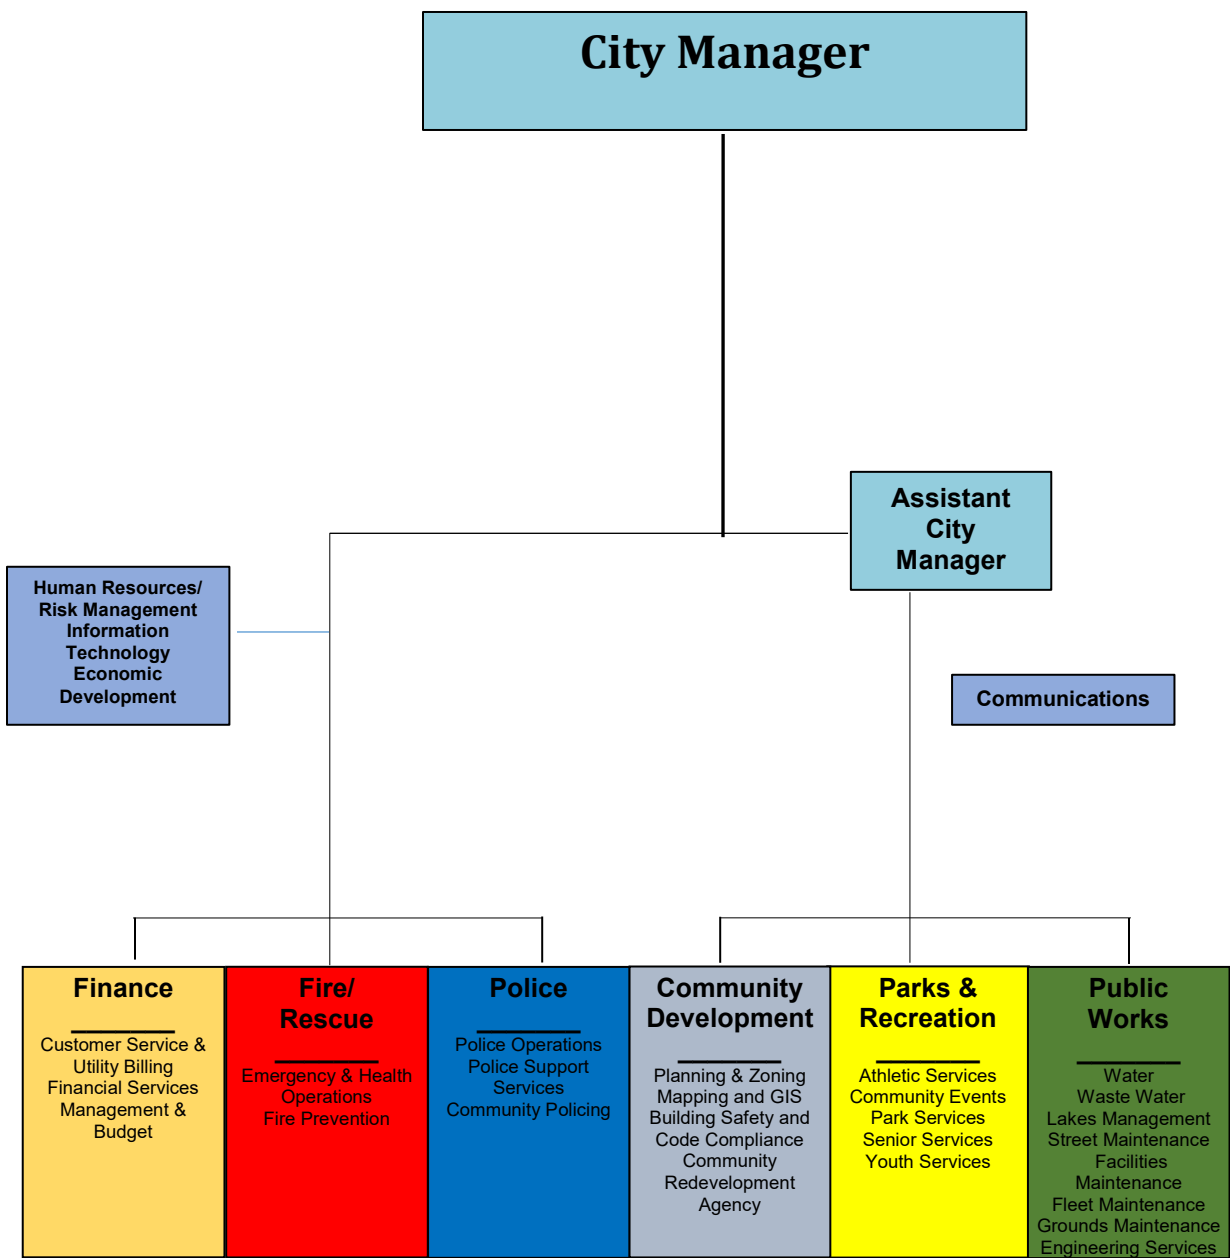 City Manager
Assistant
City
Manager
Human Resources/
Risk Management
Information
Technology
Economic
Development
Communications
Finance
Customer Service &
Utility Billing
Financial Services
Management &
Budget
Fire/
Rescue
Emergency & Health
Operations
Fire Prevention
Police
Police Operations
Police Support
Services
Community Policing
Community
Development
Planning & Zoning
Mapping and GIS
Building Safety and
Code Compliance
Community
Redevelopment
Agency
Parks &
Recreation
Athletic Services
Community Events
Park Services
Senior Services
Youth Services
Public
Works
Water
Waste Water
Lakes Management
Street Maintenance
Facilities
Maintenance
Fleet Maintenance
Grounds Maintenance
Engineering Services